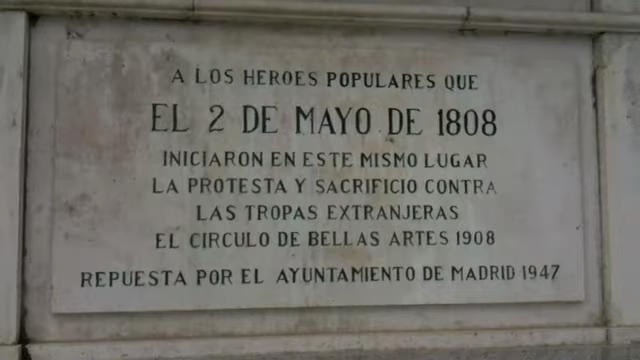 A LOS HEROES POPULARES QUE
EL 2 DE MAYO DE 1808
INICIARON EN ESTE MISMO LUGAR
LA PROTESTA Y SACRIFICIO CONTRA
LAS TROPAS EXTRANJERAS
EL CIRCULO DE BELLAS ARTES 1908
REPUESTA POR EL AYUNTAMIENTO DE MADRID 1947